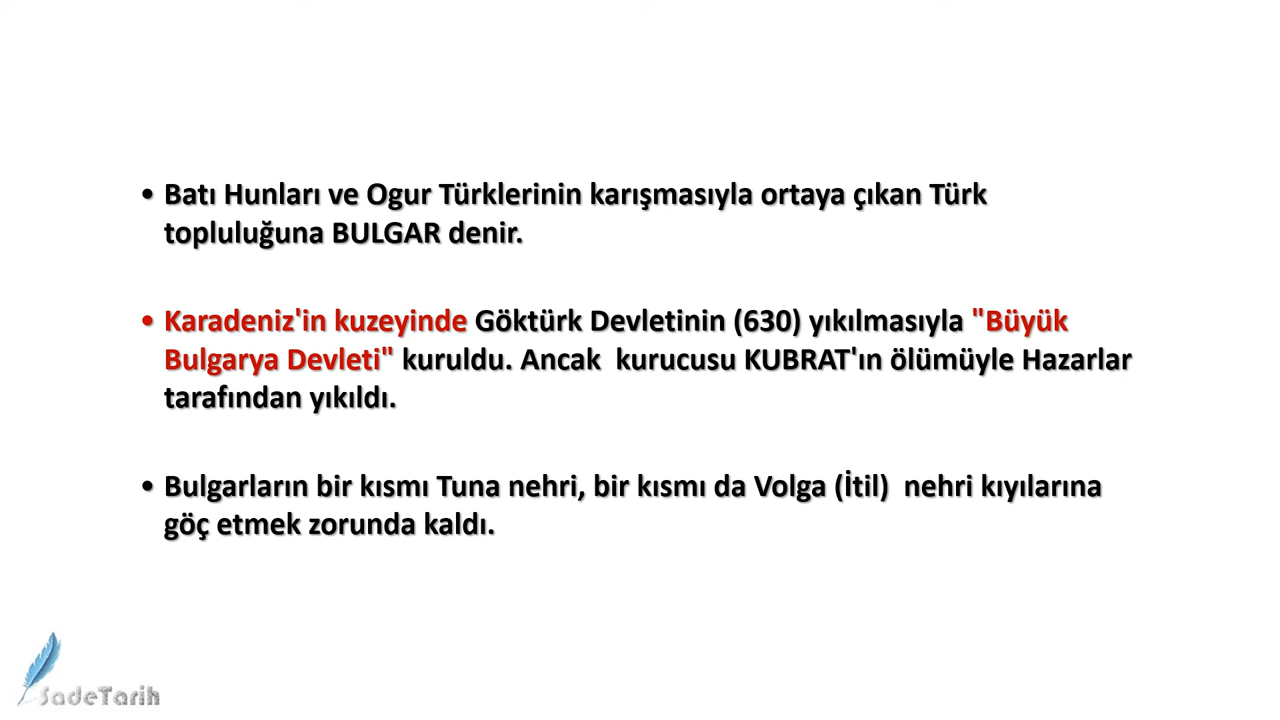 • Batı Hunları ve Ogur Türklerinin karışmasıyla ortaya çıkan Türk
topluluğuna BULGAR denir.
• Karadeniz'in kuzeyinde Göktürk Devletinin (630) yıkılmasıyla "Büyük
Bulgarya Devleti" kuruldu. Ancak kurucusu KUBRAT'ın ölümüyle Hazarlar
tarafından yıkıldı.
• Bulgarların bir kısmı Tuna nehri, bir kısmı da Volga (İtil) nehri kıyılarına
göç etmek zorunda kaldı.
SadeTarih